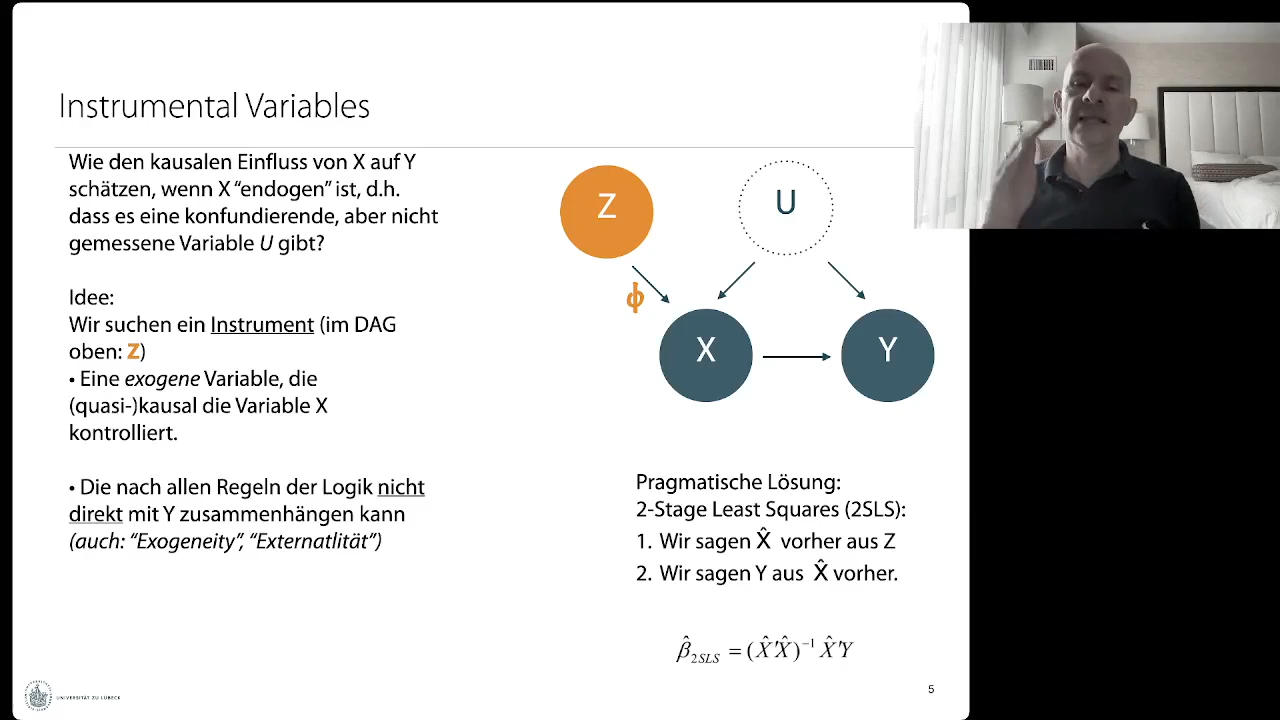 Instrumental Variables
Wie den kausalen Einfluss von X auf Y
schätzen, wenn X “endogen” ist, d.h.
dass es eine konfundierende, aber nicht
gemessene Variable U gibt?
Idee:
Wir suchen ein Instrument (im DAG
oben: Z)
• Eine exogene Variable, die
(quasi-)kausal die Variable X
kontrolliert.
• Die nach allen Regeln der Logik nicht
direkt mit Y zusammenhängen kann
(auch: “Exogeneity”, “Externatlität”)
Z
U
ϕ
X
Y
Pragmatische Lösung:
2-Stage Least Squares (2SLS):
1. Wir sagen X̂ vorher aus Z
2. Wir sagen Y aus X̂ vorher.
β̂₂SLS = (X̂'X̂)⁻¹ X̂'Y
UNIVERSITÄT ZU LÜBECK
5